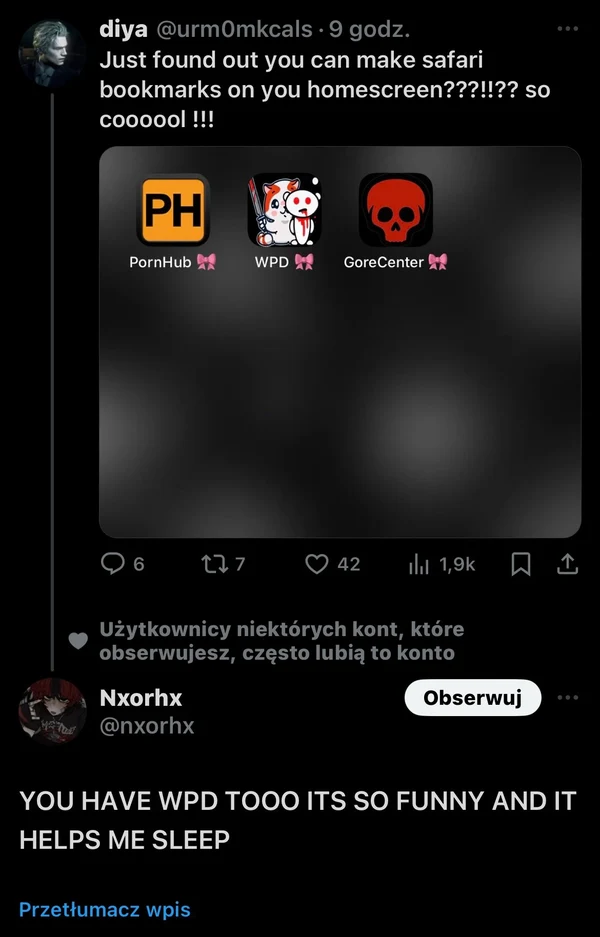 diya @urm0mkcals · 9 godz.
Just found out you can make safari
bookmarks on you homescreen???!!?? so
coooool !!!
PH
PornHub 🎀 WPD 🎀 GoreCenter 🎀
6 7 42 1,9k
Użytkownicy niektórych kont, które
obserwujesz, często lubią to konto
Nxorhx
Obserwuj
@nxorhx
YOU HAVE WPD TOOO ITS SO FUNNY AND IT
HELPS ME SLEEP
Przetłumacz wpis